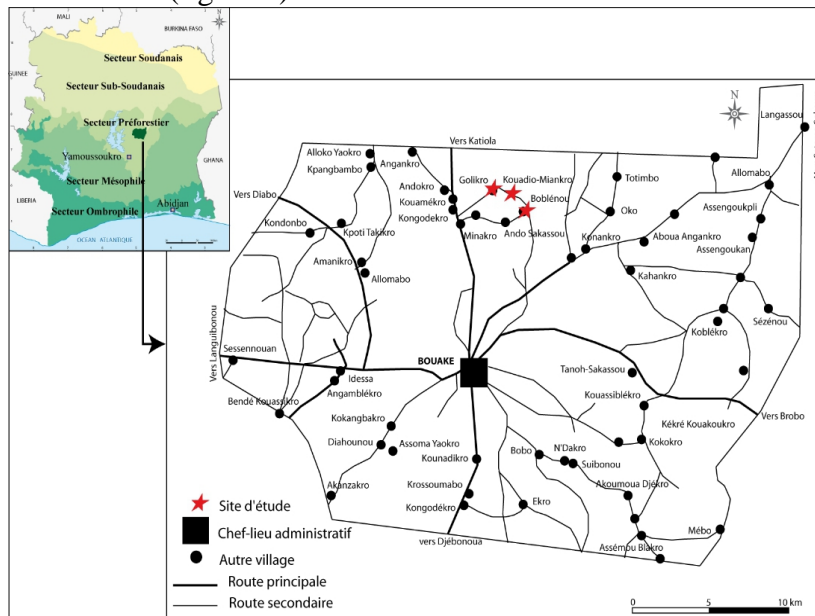 MALI
BURKINA FASO
GUINEE
Secteur Soudanais
Secteur Sub-Soudanais
Secteur Préforestier
Yamoussoukro
GHANA
Secteur Mésophile
LIBERIA
Abidjan
Secteur Ombrophile
OCEAN ATLANTIQUE
N
Langassou
Vers Katiola
Alloko Yaokro
Kpangbambo
Angankro
Andokro
Kouamékro
Kongodekro
Golikro
Kouadio-Miankro
Boblénou
Totimbo
Allomabo
Vers Diabo
Kondonbo
Kpoti Takikro
Minakro
Ando Sakassou
Oko
Konankro
Aboua Angankro
Assengoukpli
Assengoukan
Amanikro
Allomabo
Kahankro
Koblékro
Sézénou
Vers Languibonou
Sessennouan
BOUAKE
Idessa
Angamblékro
Tanoh-Sakassou
Bendé Kouassikro
Kouassiblékro
Vers Brobo
Kokangbakro
Kékré Kouakoukro
Diahounou
Assoma Yaokro
Kounadikro
Bobo
N'Dakro
Suibonou
Kokokro
Akanzakro
Krossoumabo
Kongodékro
Ekro
Akoumoua Djékro
Mébo
vers Djébonoua
Assémou Blakro
Site d'étude
Chef-lieu administratif
Autre village
Route principale
Route secondaire
0 5 10 km